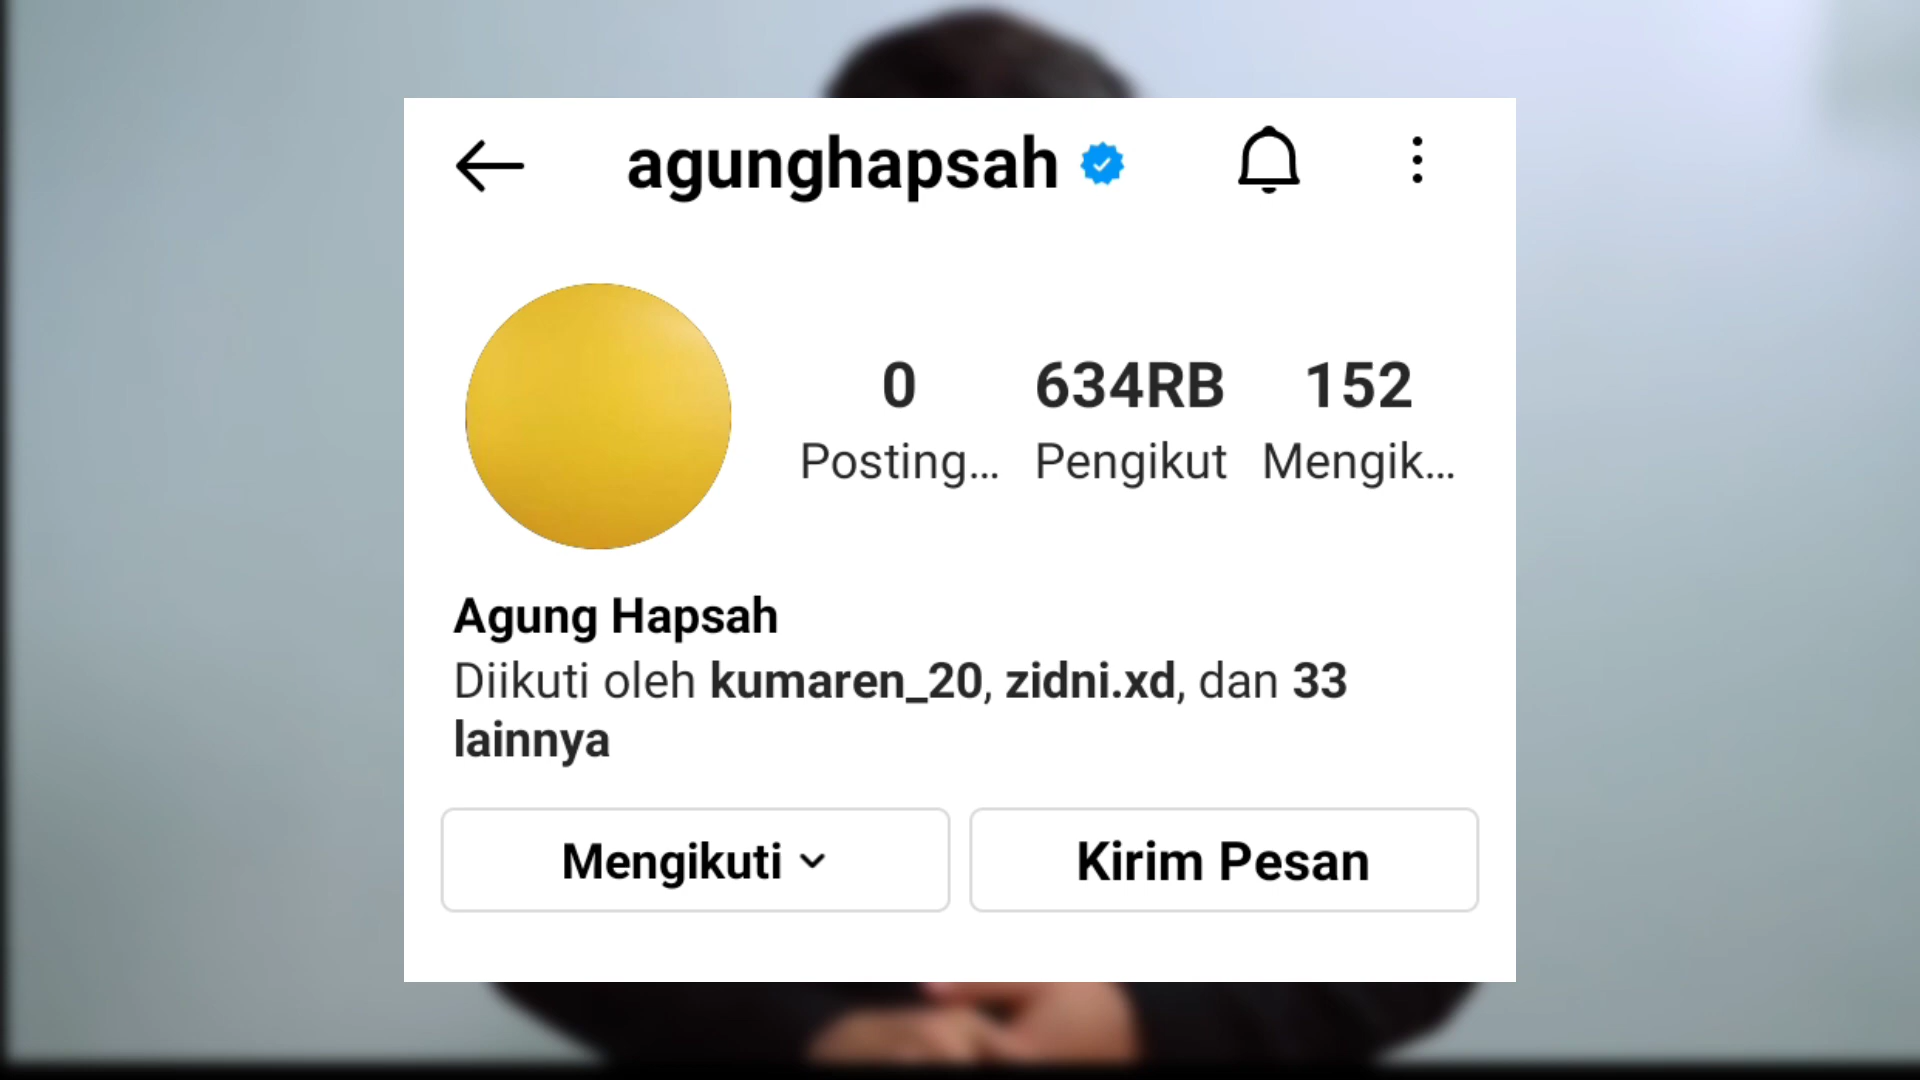 agunghapsah
0 634RB 152
Posting... Pengikut Mengik...
Agung Hapsah
Diikuti oleh kumaren_20, zidni.xd, dan 33
lainnya
Mengikuti Kirim Pesan